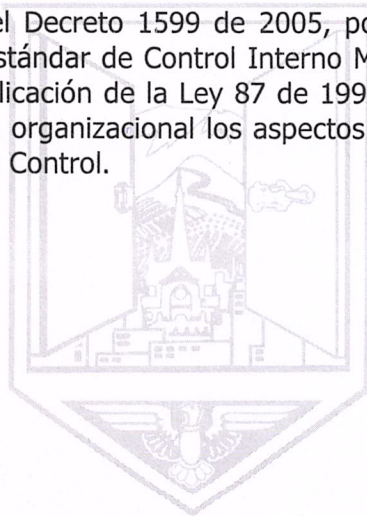 el Decreto 1599 de 2005, po
stándar de Control Interno M
licación de la Ley 87 de 199
organizacional los aspectos
Control.